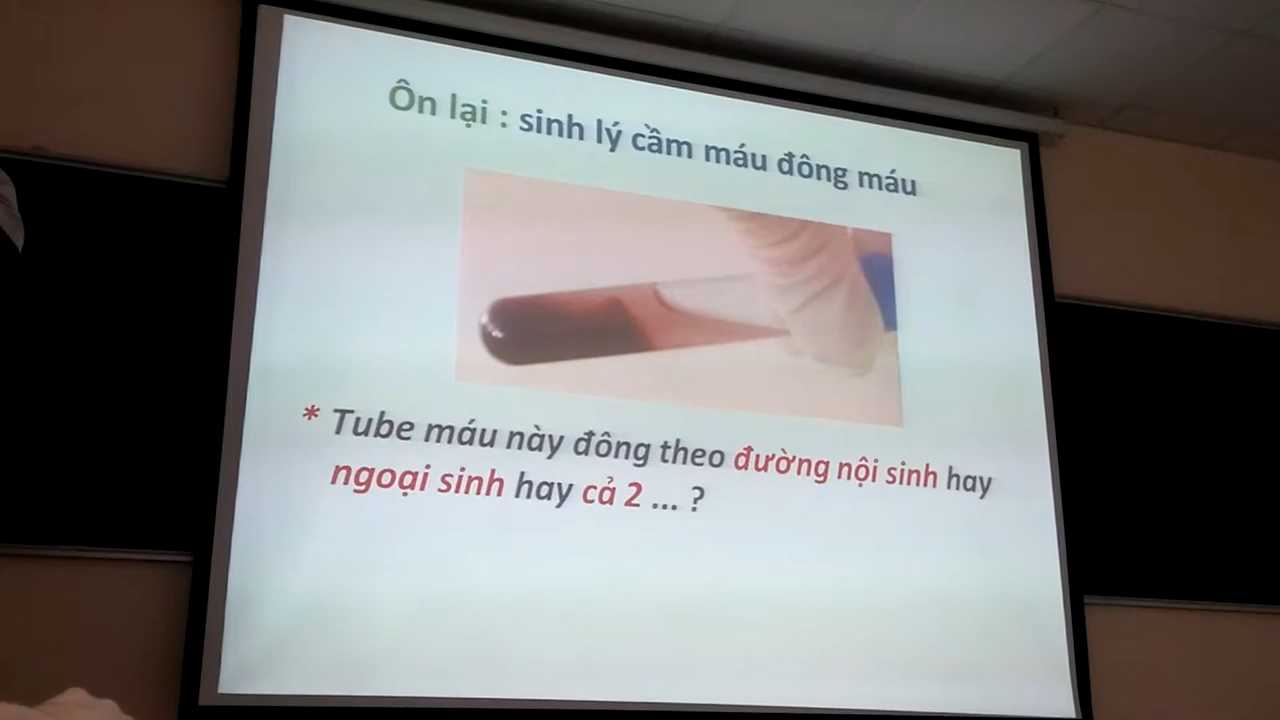 Ôn lại : sinh lý cầm máu đông máu
* Tube máu này đông theo đường nội sinh hay
ngoại sinh hay cả 2 ... ?